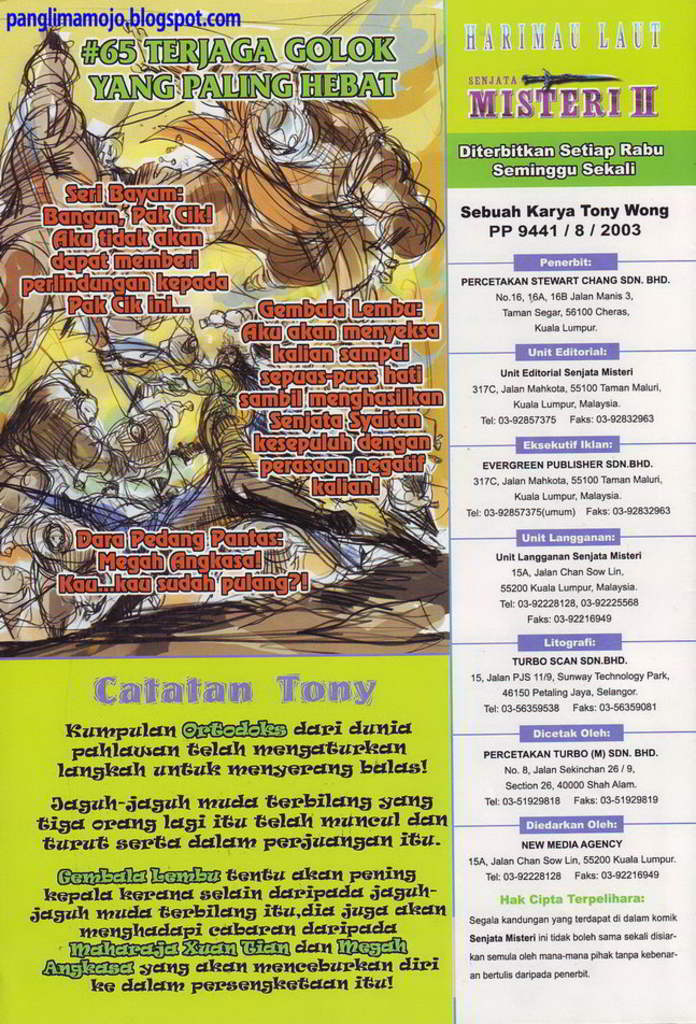 panglimamojo.blogspot.com
#65 TERJAGA GOLOK
YANG PALING HEBAT
Seri Bayam:
Bangun, Pak Cik!
Aku tidak akan
dapat memberi
perlindungan kepada
Pak Cik ini...
Gembala Lembu:
Aku akan menyeksa
kalian sampai
sepuas-puas hati
sambil menghasilkan
Senjata Syaitan
kesepuluh dengan
perasaan negatif
kalian!
Dara Pedang Pantas:
Megah Angkasa!
Kau...kau sudah pulang?!
Catatan Tony
Kumpulan Ortodoks dari dunia
pahlawan telah mengaturkan
langkah untuk menyerang balas!
Jaguh-jaguh muda terbilang yang
tiga orang lagi itu telah muncul dan
turut serta dalam perjuangan itu.
Gembala Lembu tentu akan pening
kepala kerana selain daripada jaguh-
jaguh muda terbilang itu,dia juga akan
menghadapi cabaran daripada
Maharaja Xuan Tian dan Megah
Angkasa yang akan menceburkan diri
ke dalam persengketaan itu!
HARIMAU LAUT
SENJATA
MISTERI II
Diterbitkan Setiap Rabu
Seminggu Sekali
Sebuah Karya Tony Wong
PP 9441 / 8 / 2003
Penerbit:
PERCETAKAN STEWART CHANG SDN. BHD.
No.16, 16A, 16B Jalan Manis 3,
Taman Segar, 56100 Cheras,
Kuala Lumpur.
Unit Editorial:
Unit Editorial Senjata Misteri
317C, Jalan Mahkota, 55100 Taman Maluri,
Kuala Lumpur, Malaysia.
Tel: 03-92857375 Faks: 03-92832963
Eksekutif Iklan:
EVERGREEN PUBLISHER SDN.BHD.
317C, Jalan Mahkota, 55100 Taman Maluri,
Kuala Lumpur, Malaysia.
Tel: 03-92857375(umum) Faks: 03-92832963
Unit Langganan:
Unit Langganan Senjata Misteri
15A, Jalan Chan Sow Lin,
55200 Kuala Lumpur, Malaysia.
Tel: 03-92228128, 03-92225568
Faks: 03-92216949
Litografi:
TURBO SCAN SDN.BHD.
15, Jalan PJS 11/9, Sunway Technology Park,
46150 Petaling Jaya, Selangor.
Tel: 03-56359538 Faks: 03-56359081
Dicetak Oleh:
PERCETAKAN TURBO (M) SDN. BHD.
No. 8, Jalan Sekinchan 26 / 9,
Section 26, 40000 Shah Alam.
Tel: 03-51929818 Faks: 03-51929819
Diedarkan Oleh:
NEW MEDIA AGENCY
15A, Jalan Chan Sow Lin, 55200 Kuala Lumpur.
Tel: 03-92228128 Faks: 03-92216949
Hak Cipta Terpelihara:
Segala kandungan yang terdapat di dalam komik
Senjata Misteri ini tidak boleh sama sekali disiar-
kan semula oleh mana-mana pihak tanpa kebenar-
an bertulis daripada penerbit.